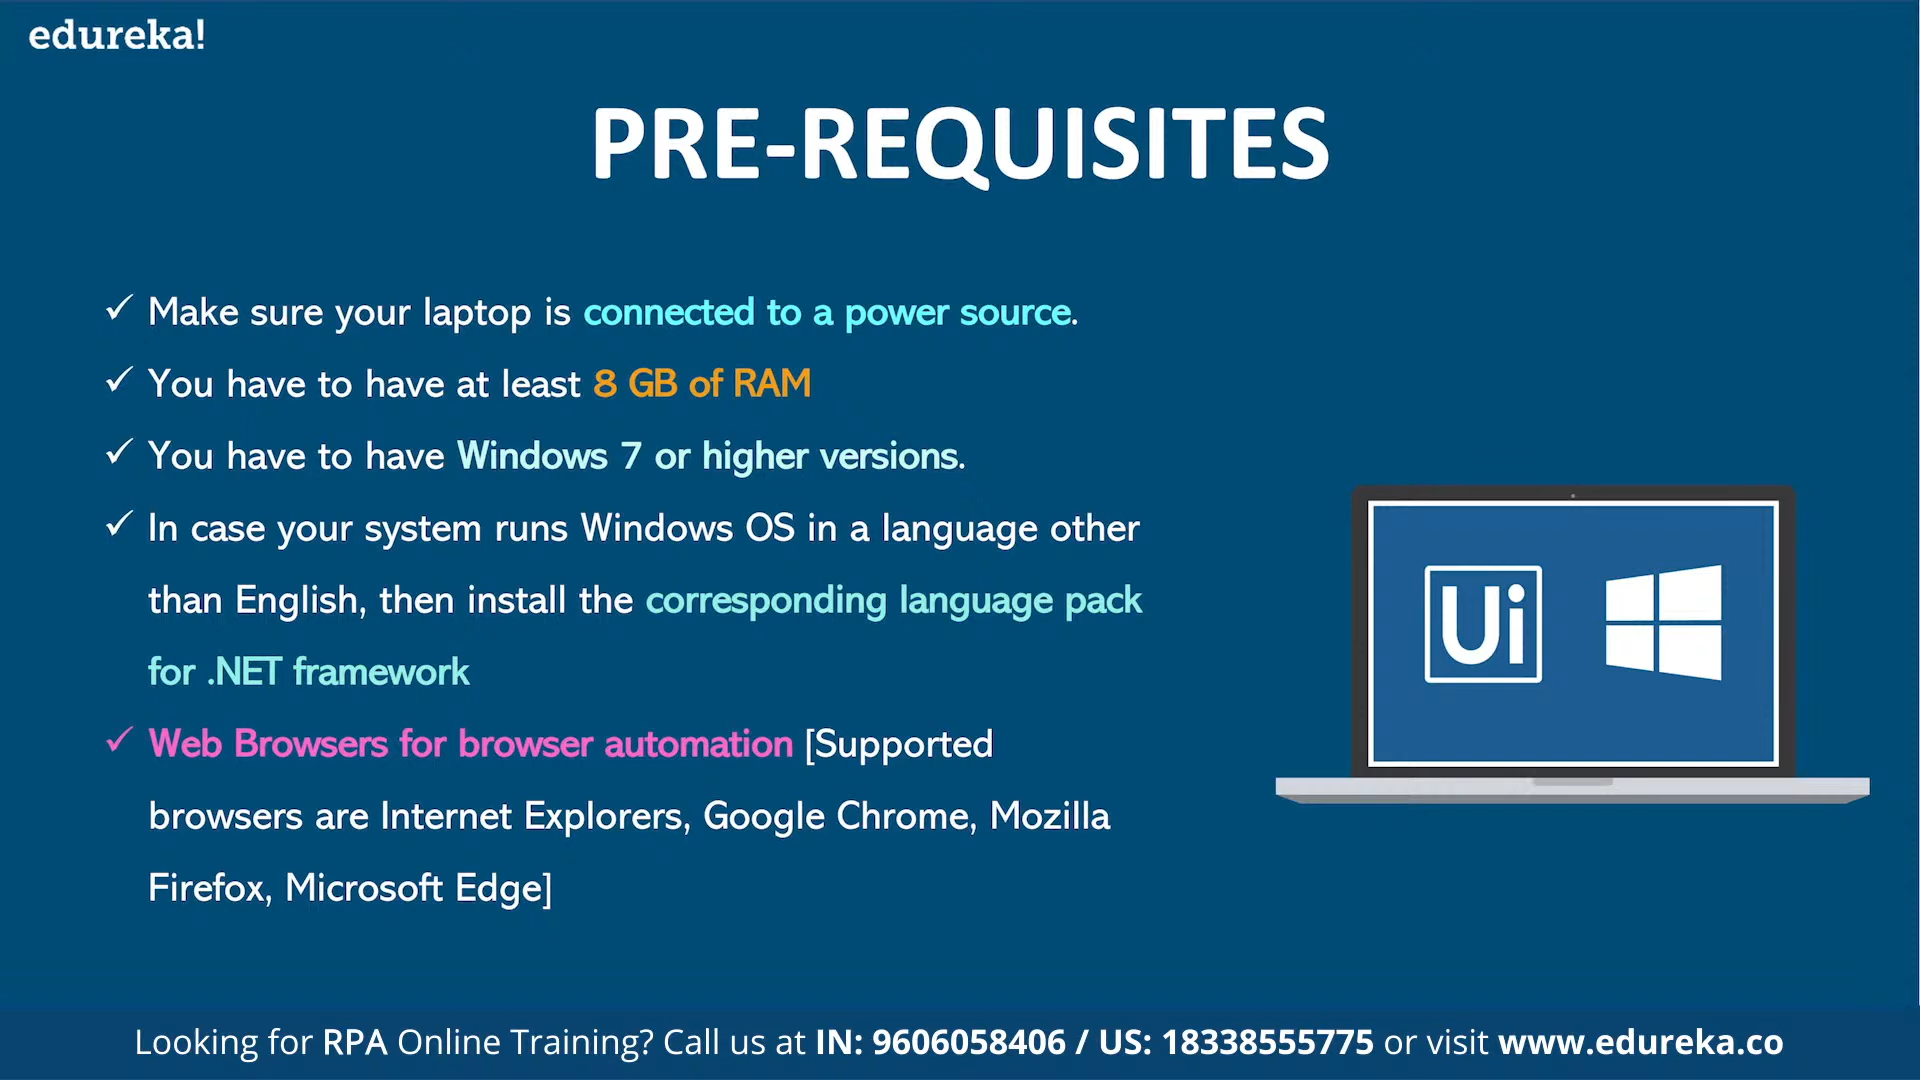 edureka!
PRE-REQUISITES
✓ Make sure your laptop is connected to a power source.
✓ You have to have at least 8 GB of RAM
✓ You have to have Windows 7 or higher versions.
✓ In case your system runs Windows OS in a language other
than English, then install the corresponding language pack
for .NET framework
✓ Web Browsers for browser automation [Supported
browsers are Internet Explorers, Google Chrome, Mozilla
Firefox, Microsoft Edge]
Ui
Looking for RPA Online Training? Call us at IN: 9606058406 / US: 18338555775 or visit www.edureka.co